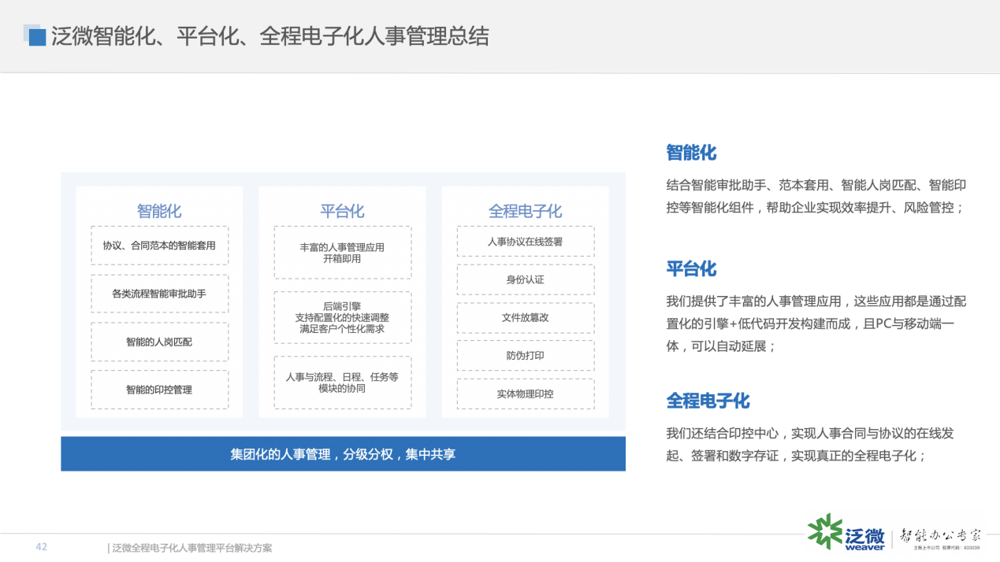 泛微智能化、平台化、全程电子化人事管理总结
智能化
协议、合同范本的智能套用
各类流程智能审批助手
智能的人岗匹配
智能的印控管理
平台化
丰富的人事管理应用
开箱即用
后端引擎
支持配置化的快速调整
满足客户个性化需求
人事与流程、日程、任务等
模块的协同
全程电子化
人事协议在线签署
身份认证
文件放篡改
防伪打印
实体物理印控
集团化的人事管理，分级分权，集中共享
智能化
结合智能审批助手、范本套用、智能人岗匹配、智能印
控等智能化组件，帮助企业实现效率提升、风险管控；
平台化
我们提供了丰富的人事管理应用，这些应用都是通过配
置化的引擎+低代码开发构建而成，且PC与移动端一
体，可以自动延展；
全程电子化
我们还结合印控中心，实现人事合同与协议的在线发
起、签署和数字存证，实现真正的全程电子化；
42
|泛微全程电子化人事管理平台解决方案
泛微
weaver
智能办公专家
主板上市公司 股票代码：603039